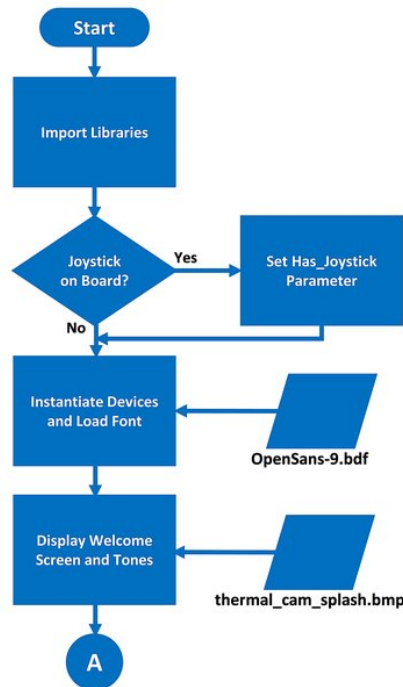 Start
Import Libraries
Joystick
on Board?
Yes
Set Has_Joystick
Parameter
No
Instantiate Devices
and Load Font
OpenSans-9.bdf
Display Welcome
Screen and Tones
thermal_cam_splash.bmp
A